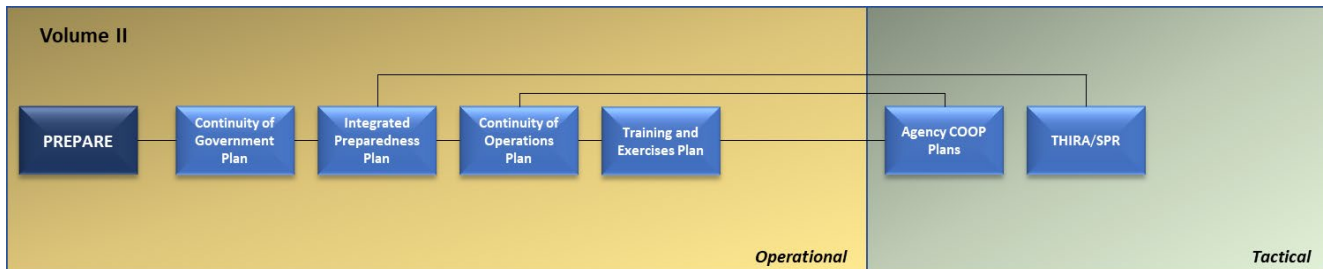 Volume II
PREPARE
Continuity of
Government
Plan
Integrated
Preparedness
Plan
Continuity of
Operations
Plan
Training and
Exercises Plan
Agency COOP
Plans
THIRA/SPR
Operational
Tactical